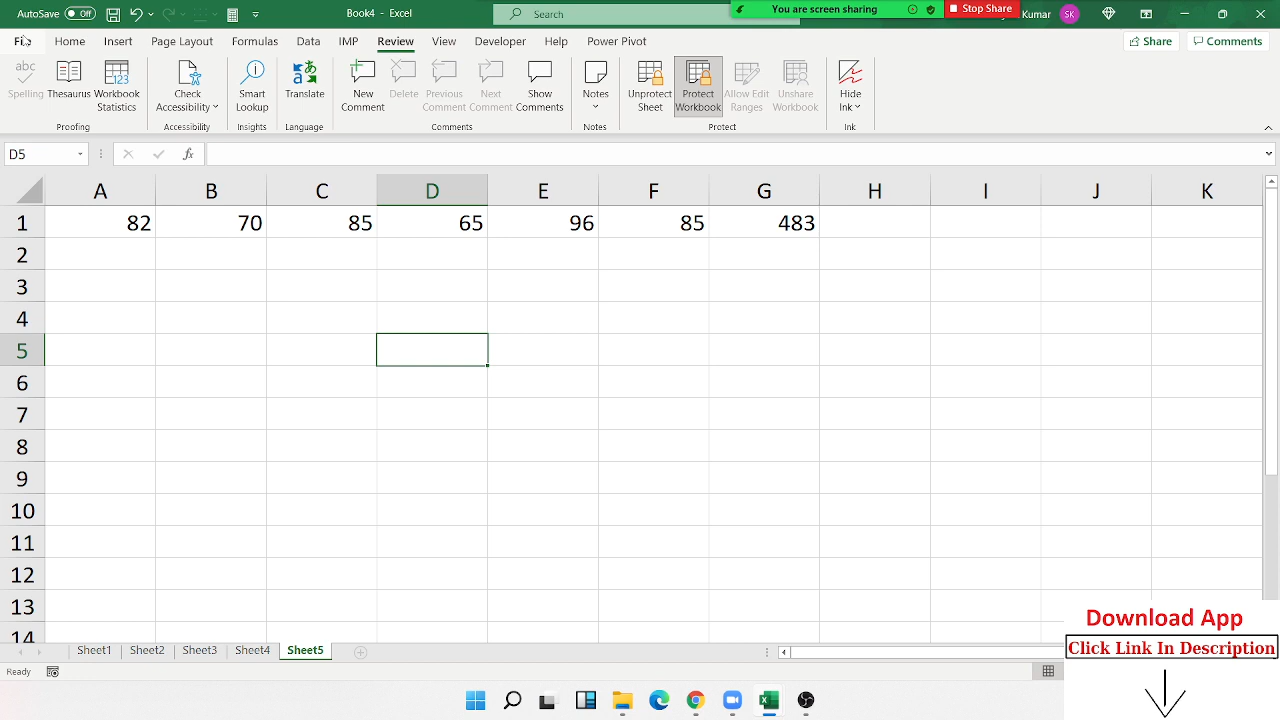 AutoSave Off Book4 - Excel Search You are screen sharing Stop Share Kumar SK
Home Insert Page Layout Formulas Data IMP Review View Developer Help Power Pivot Share Comments
Spelling Thesaurus Workbook Statistics Check Accessibility Smart Lookup Translate New Comment Delete Previous Comment Next Comment Show Comments Notes Unprotect Sheet Protect Workbook Allow Edit Ranges Unshare Workbook Hide Ink
Proofing Accessibility Insights Language Comments Notes Protect Ink
D5 fx
A B C D E F G H I J K
1 82 70 85 65 96 85 483
2
3
4
5
6
7
8
9
10
11
12
13
14
Download App
Click Link In Description
Sheet1 Sheet2 Sheet3 Sheet4 Sheet5
Ready